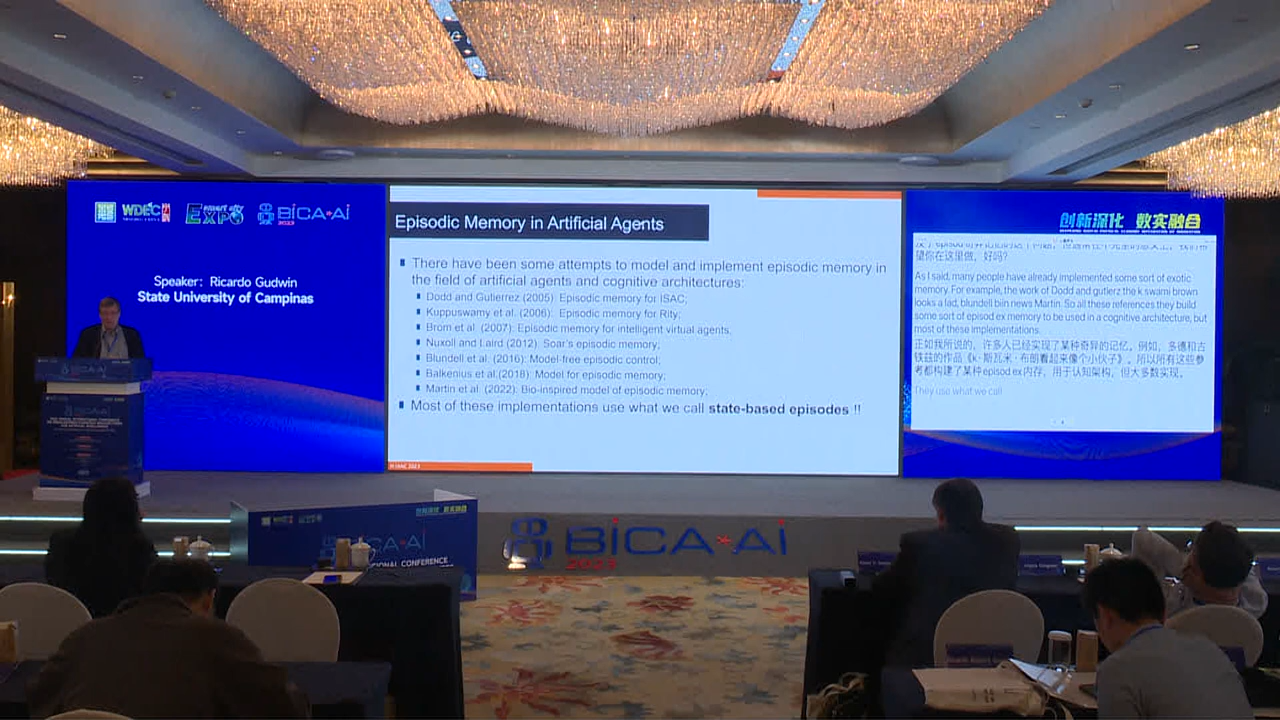 WDEC
EXPO
BiCA*Ai
2023
Speaker: Ricardo Gudwin
State University of Campinas
Episodic Memory in Artificial Agents
There have been some attempts to model and implement episodic memory in
the field of artificial agents and cognitive architectures:
Dodd and Gutierrez (2005): Episodic memory for ISAC;
Kuppuswamy et al. (2006): Episodic memory for Rity;
Brom et al. (2007): Episodic memory for intelligent virtual agents,
Nuxoll and Laird (2012) Soar's episodic memory;
Blundell et al. (2016): Model-free episodic control;
Balkenius et al.(2018): Model for episodic memory;
Martin et al. (2022): Bio-inspired model of episodic memory;
Most of these implementations use what we call state-based episodes !!
创新深化 数实融合
望你在这里做，好吗？
As I said, many people have already implemented some sort of exotic
memory. For example, the work of Dodd and gutierz the k swami brown
looks a lad, blundell bin news Martin. So all these references they build
some sort of episod ex memory to be used in a cognitive architecture, but
most of these implementations.
正如我所说的，许多人已经实现了某种奇异的记忆。例如，多德和古
铁兹的作品《k·斯瓦米·布朗看起来像个小伙子》。所以所有这些参
考都构建了某种episod ex内存，用于认知架构，但大多数实现。
They use what we call
BiCA*Ai
2023